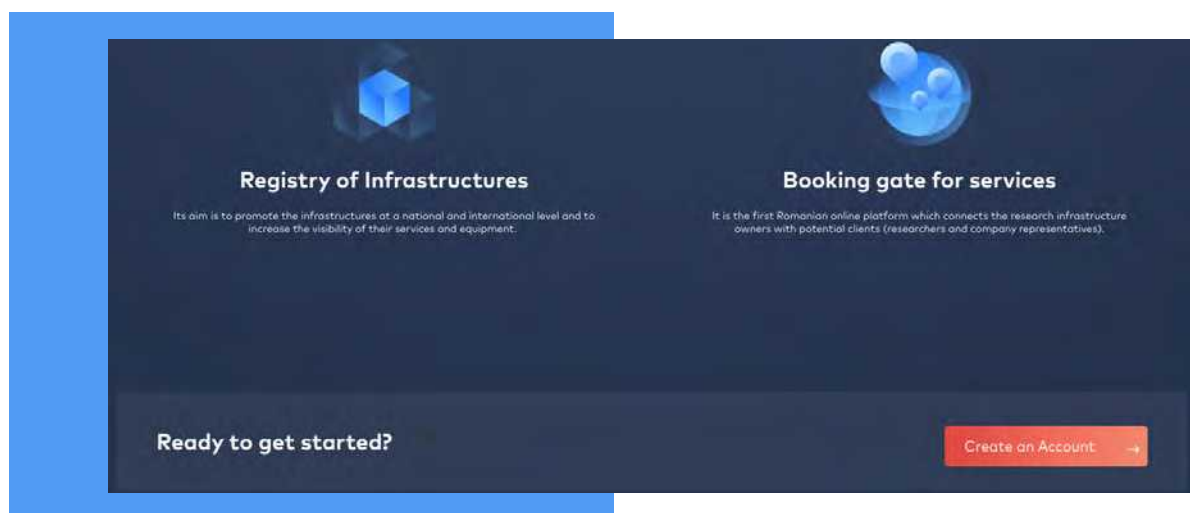 Registry of Infrastructures
Its aim is to promote the infrastructures at a national and international level and to
increase the visibility of their services and equipment.
Booking gate for services
It is the first Romanian online platform which connects the research infrastructure
owners with potential clients (researchers and company representatives).
Ready to get started?
Create an Account →